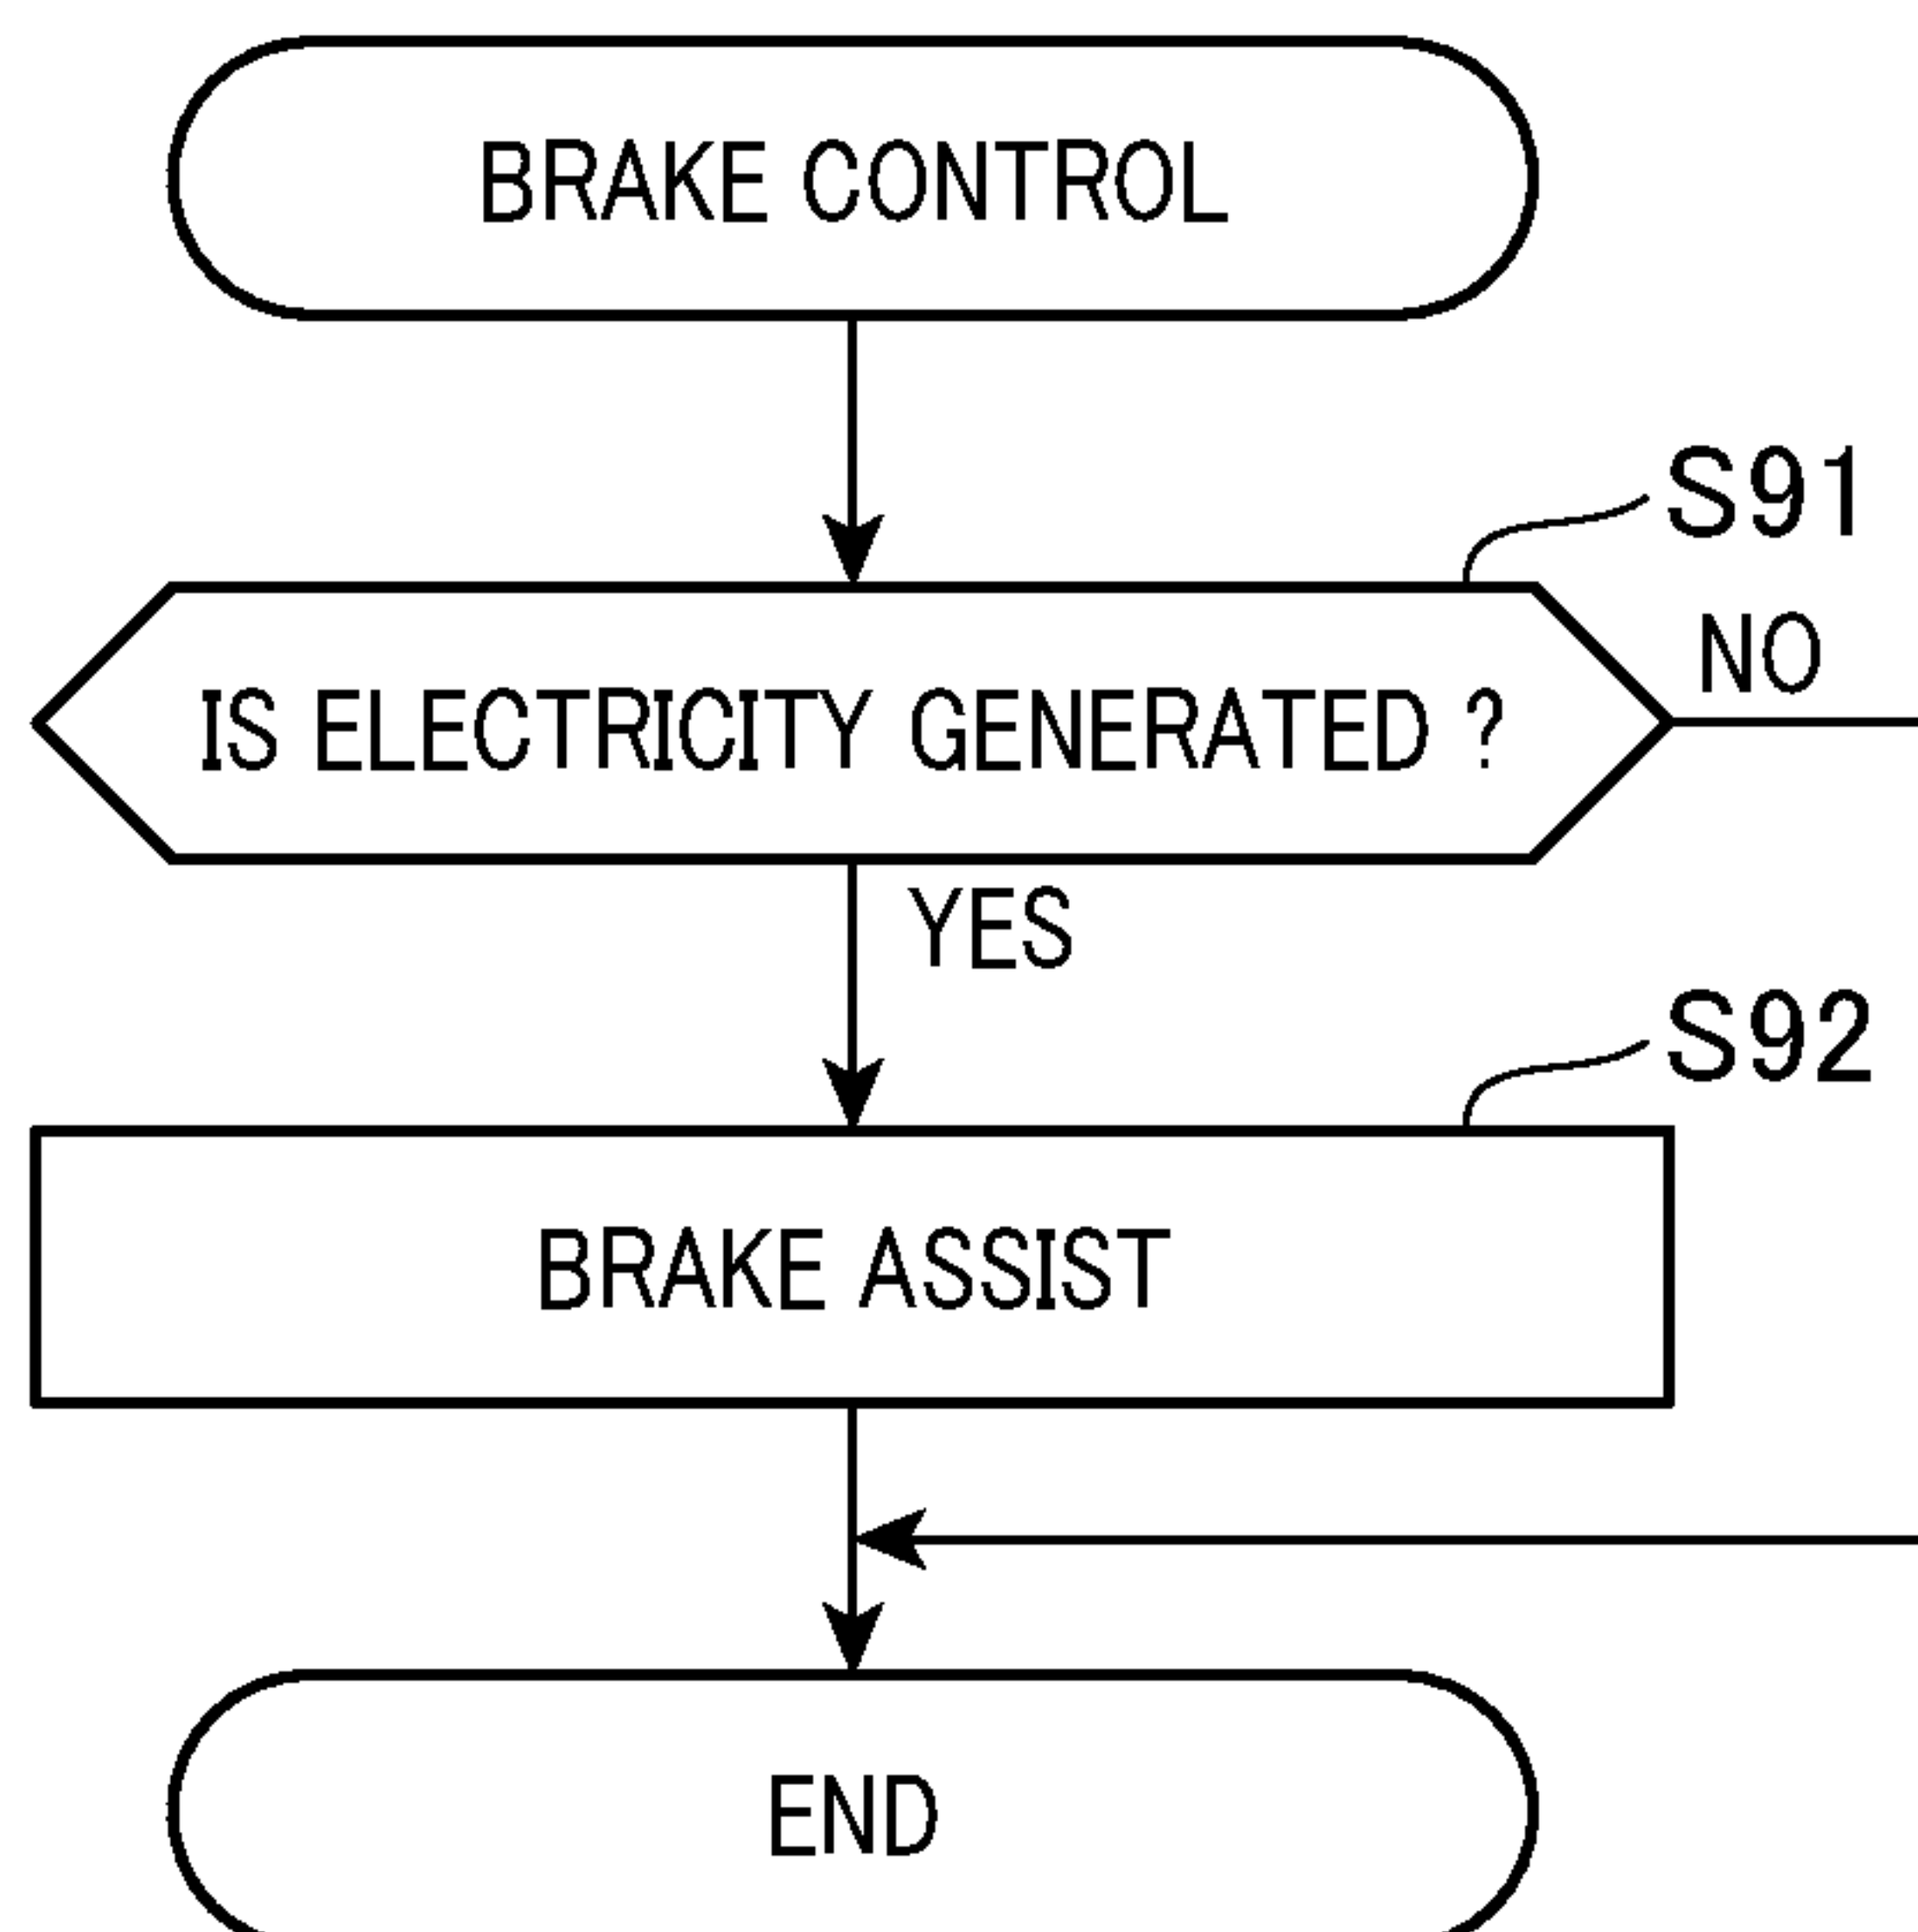 BRAKE CONTROL
S91
NO
IS ELECTRICITY GENERATED ?
YES
S92
BRAKE ASSIST
END